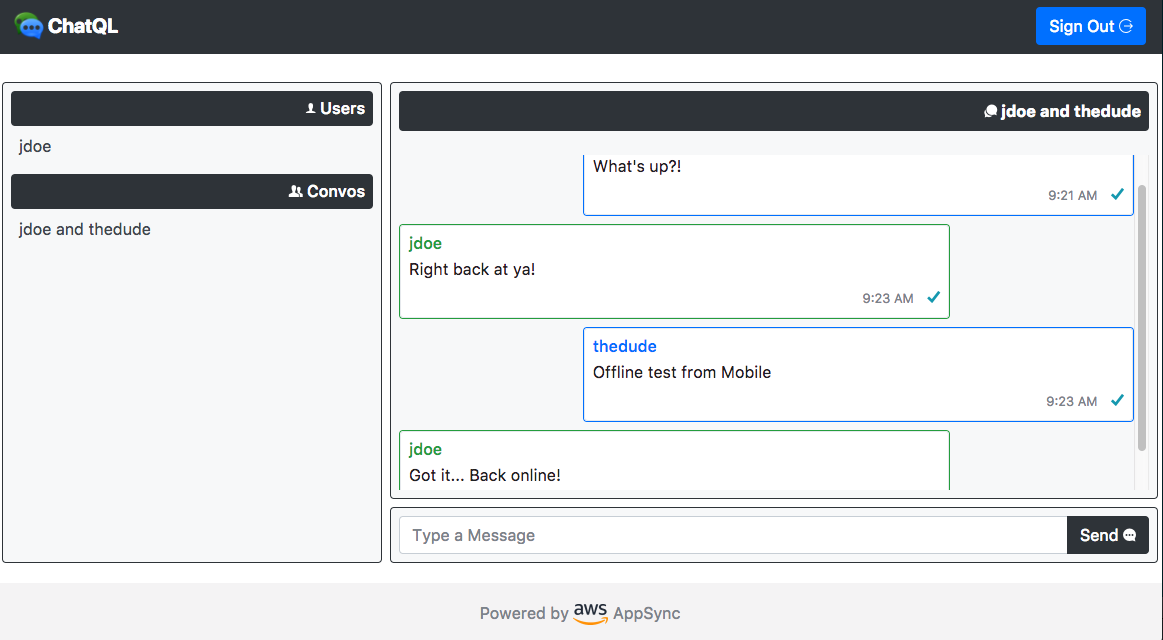 ChatQL
Sign Out
Users
jdoe
Convos
jdoe and thedude
jdoe and thedude
What's up?!
9:21 AM
jdoe
Right back at ya!
9:23 AM
thedude
Offline test from Mobile
9:23 AM
jdoe
Got it... Back online!
Type a Message
Send
Powered by aws AppSync